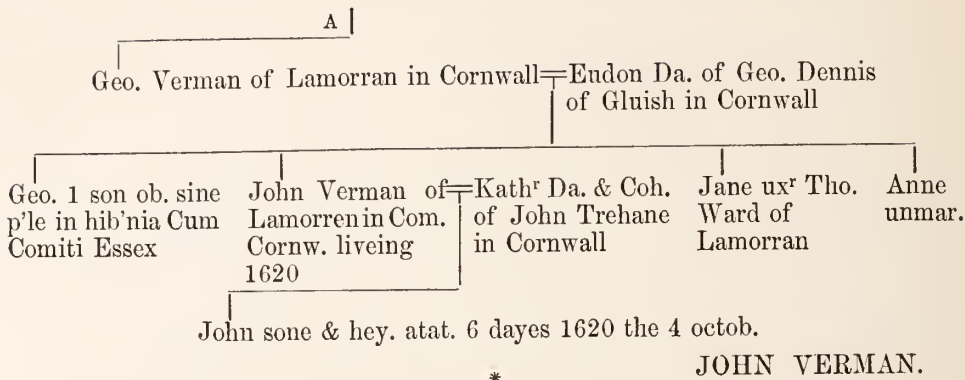 A
Geo. Verman of Lamorran in Cornwall=Eudon Da. of Geo. Dennis
of Gluish in Cornwall
Geo. 1 son ob. sine
p'le in hib'nia Cum
Comiti Essex
John Verman of=Kathʳ Da. & Coh.
Lamorren in Com.
Cornw. liveing
1620
of John Trehane
in Cornwall
Jane uxʳ Tho.
Ward of
Lamorran
Anne
unmar.
John sone & hey. atat. 6 dayes 1620 the 4 octob.
JOHN VERMAN.
*